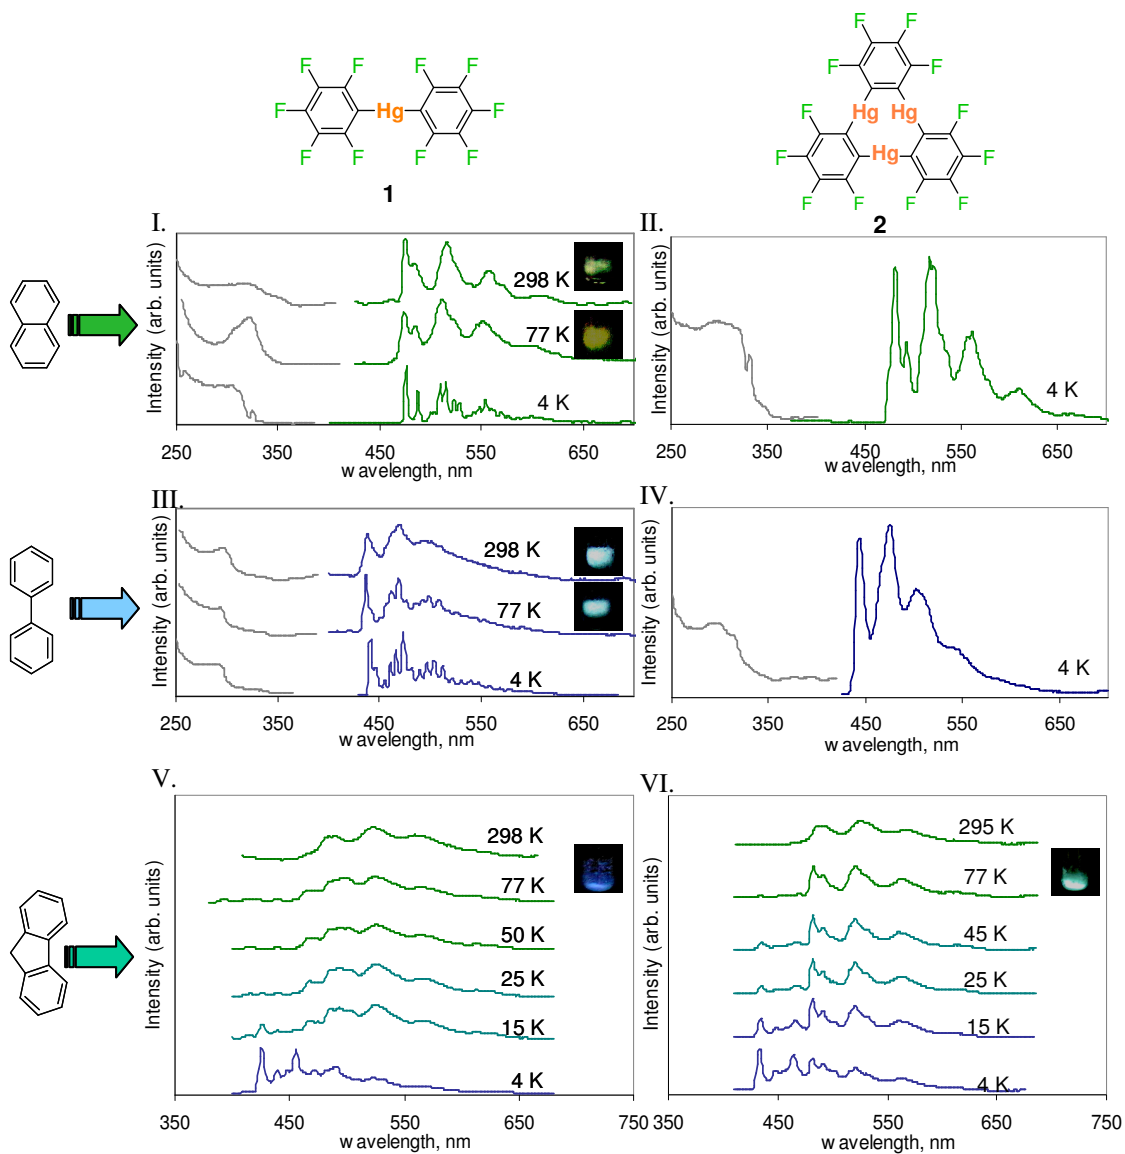 F F
F F
F F F F
F Hg F
Hg Hg
F F
F Hg F
F F F F
F F F F
1
2
I.
II.
Intensity (arb. units)
298 K
77 K
4 K
250 350 450 550 650
wavelength, nm
Intensity (arb. units)
4 K
250 350 450 550 650
wavelength, nm
III.
IV.
Intensity (arb. units)
298 K
77 K
4 K
250 350 450 550 650
wavelength, nm
Intensity (arb. units)
4 K
250 350 450 550 650
wavelength, nm
V.
VI.
Intensity (arb. units)
298 K
77 K
50 K
25 K
15 K
4 K
350 450 550 650 750
wavelength, nm
Intensity (arb. units)
295 K
77 K
45 K
25 K
15 K
4 K
350 450 550 650 750
wavelength, nm